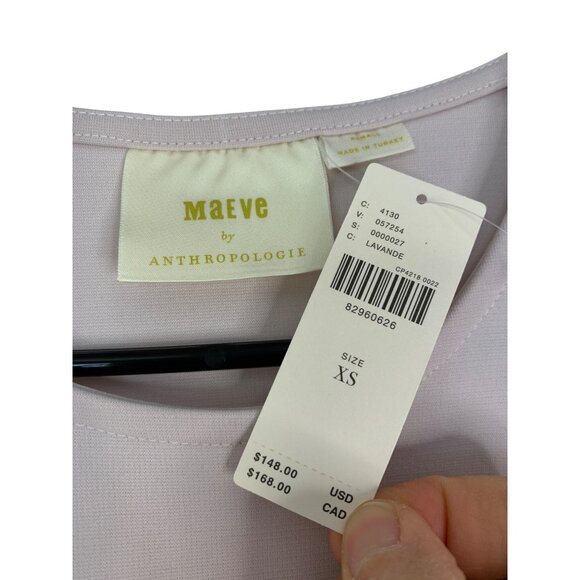 MAEVE
by
ANTHROPOLOGIE
MADE IN TURKEY
C: 4130
V: 057254
S: 0000027
C: LAVANDE
CP4218 0022
82960626
SIZE
XS
$148.00 USD
$168.00 CAD